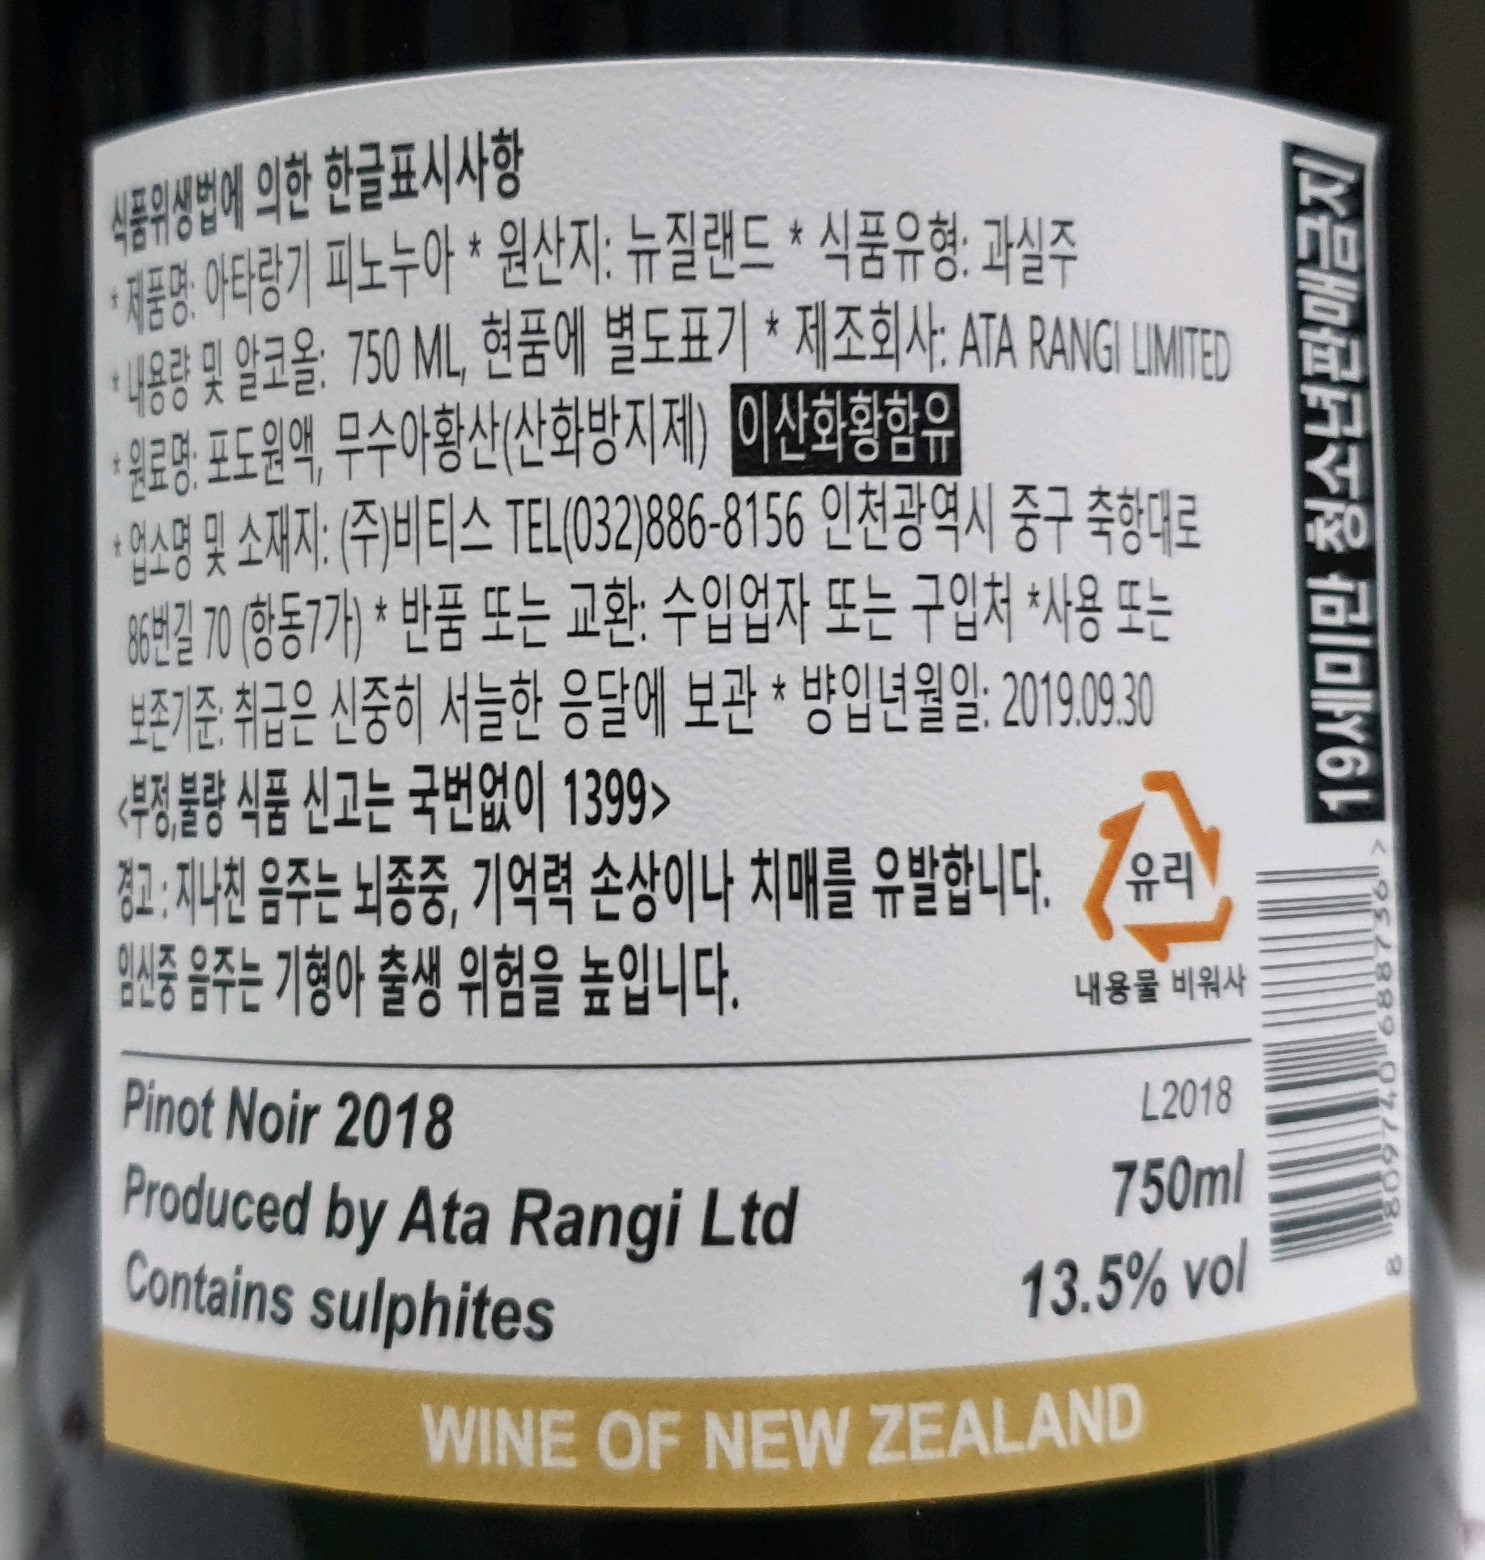 식품위생법에 의한 한글표시사항
* 제품명: 아타랑기 피노누아 * 원산지: 뉴질랜드 * 식품유형: 과실주
* 내용량 및 알코올: 750 ML, 현품에 별도표기 * 제조회사: ATA RANGI LIMITED
* 원료명: 포도원액, 무수아황산(산화방지제) 이산화황함유
* 업소명 및 소재지: (주)비티스 TEL(032)886-8156 인천광역시 중구 축항대로
86번길 70 (항동7가) * 반품 또는 교환: 수입업자 또는 구입처 *사용 또는
보존기준: 취급은 신중히 서늘한 응달에 보관 * 뱡입년월일: 2019.09.30
<부정,불량 식품 신고는 국번없이 1399>
경고 : 지나친 음주는 뇌종중, 기억력 손상이나 치매를 유발합니다.
임신중 음주는 기형아 출생 위험을 높입니다.
유리
내용물 비워사
19세미만 청소년판매금지
8 809740 688736 >
Pinot Noir 2018
L2018
Produced by Ata Rangi Ltd
750ml
Contains sulphites
13.5% vol
WINE OF NEW ZEALAND